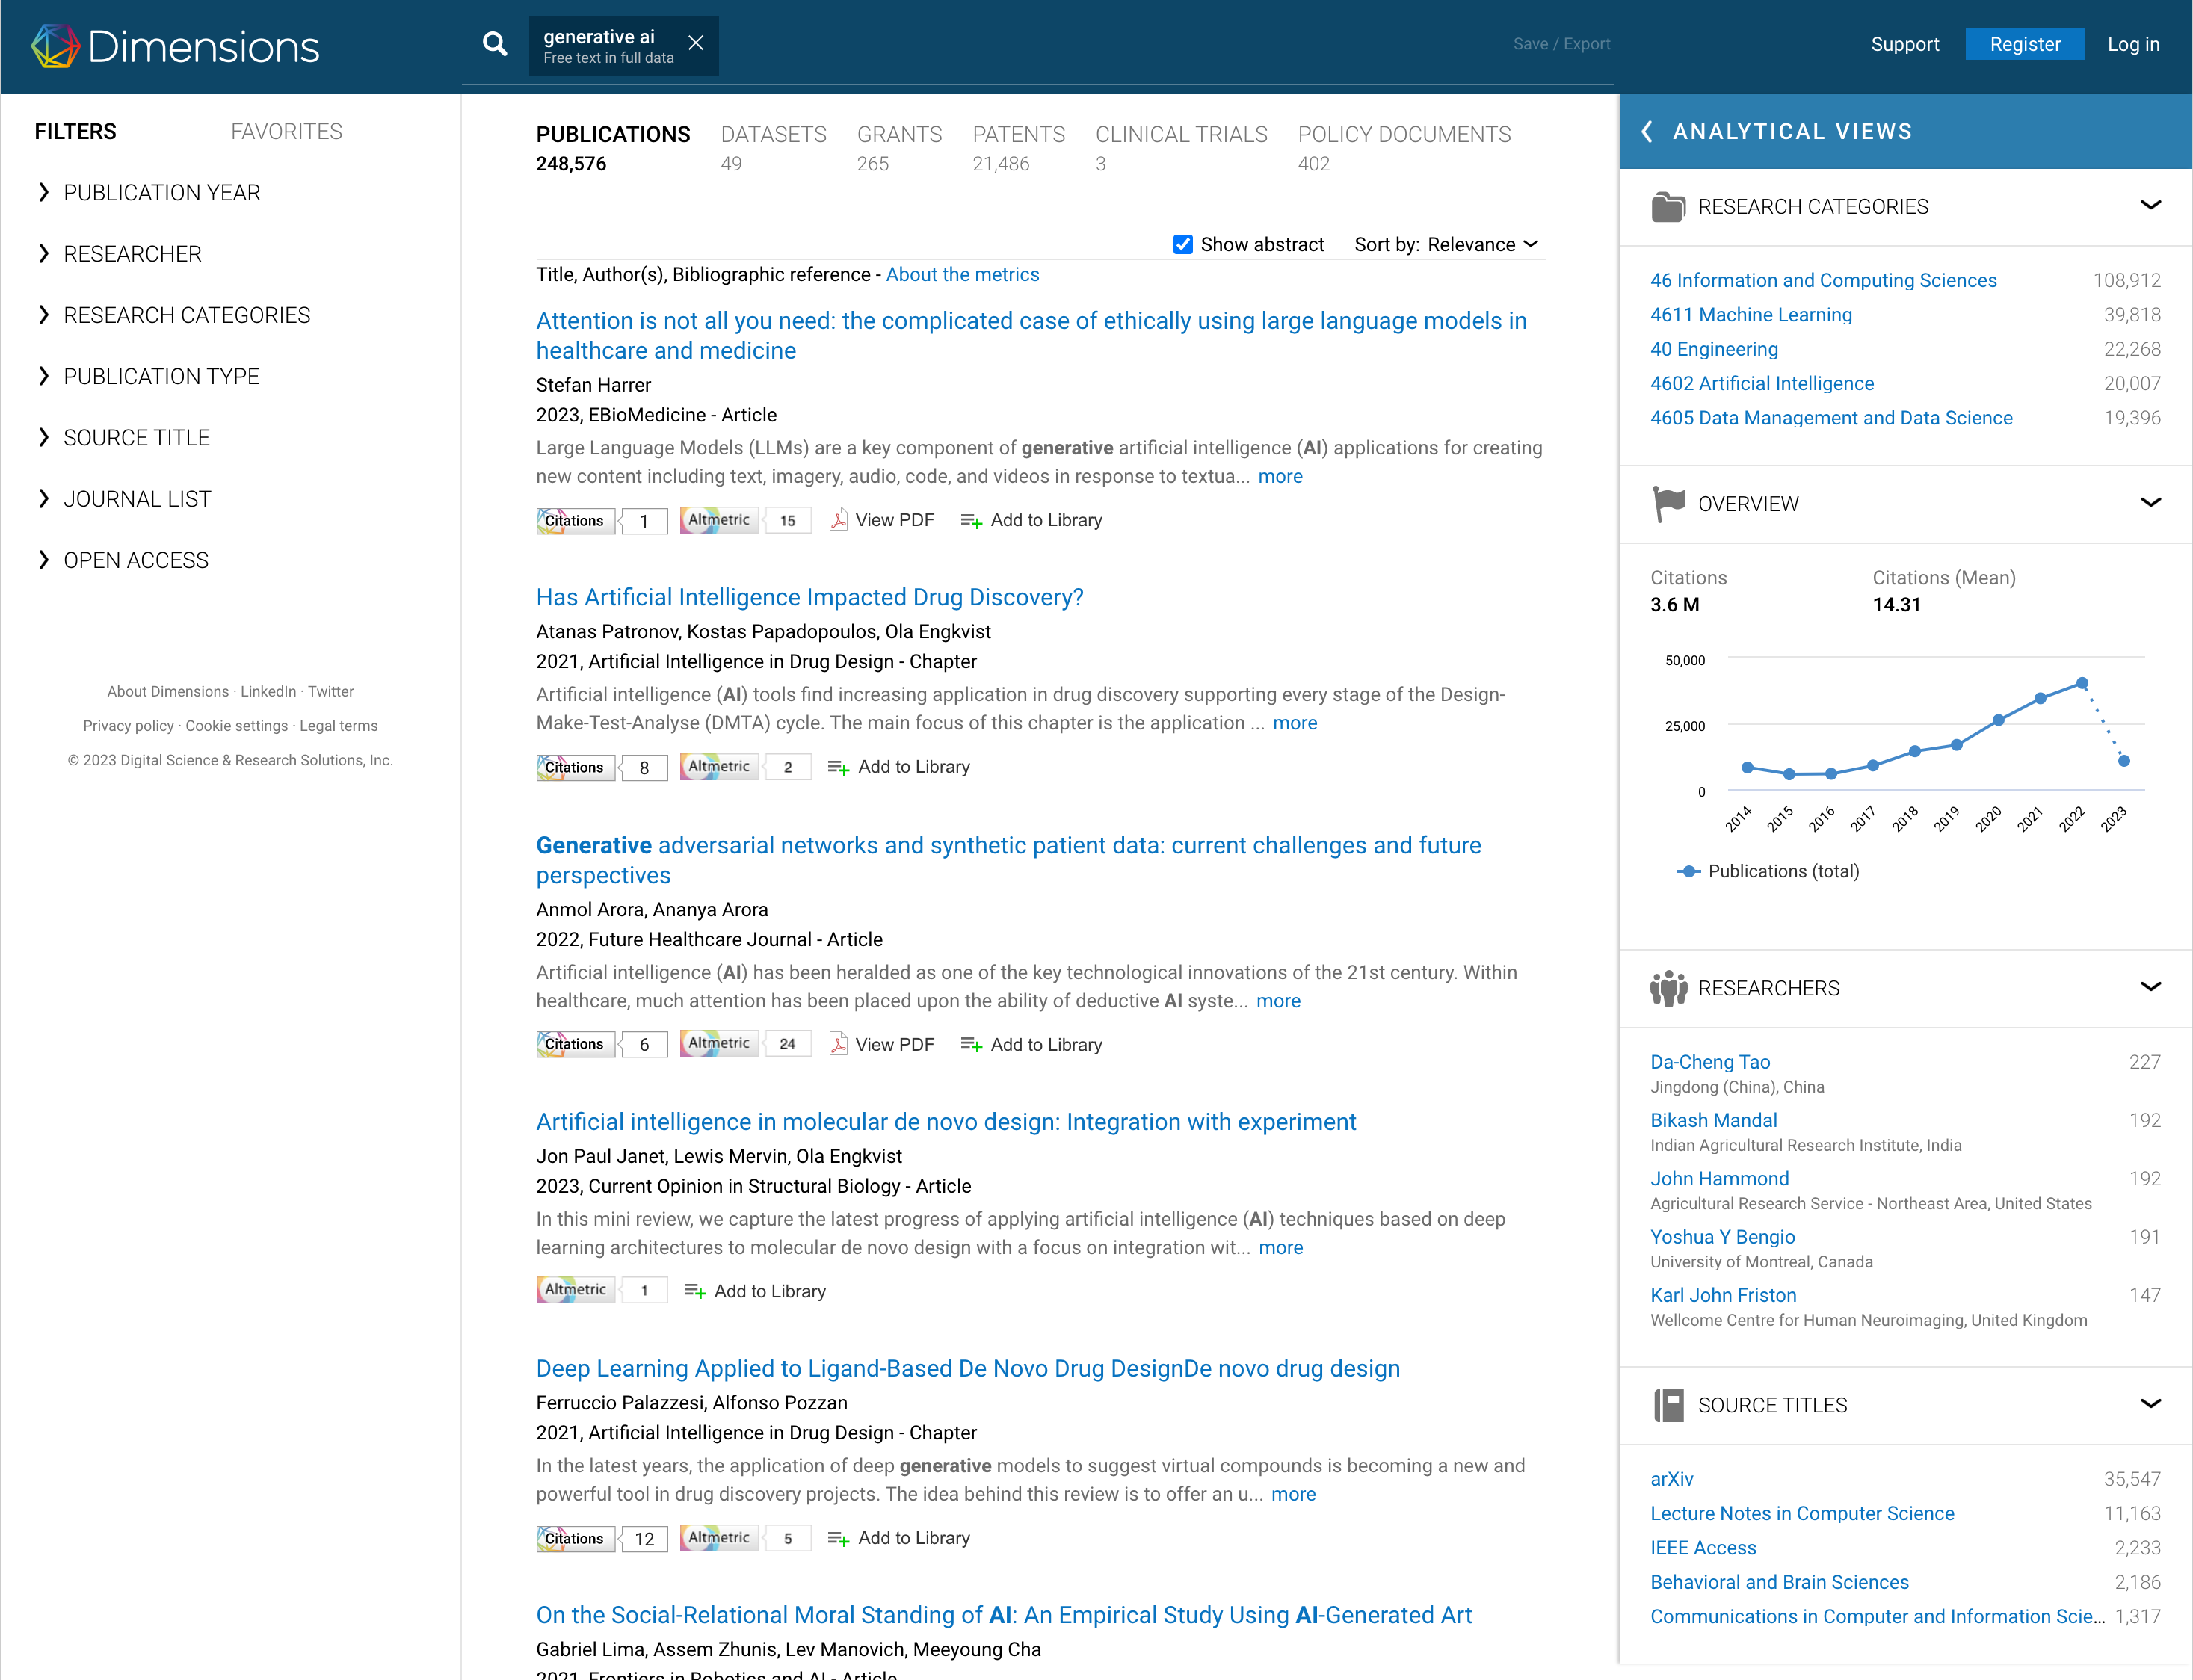 Dimensions
generative ai
Free text in full data
Save / Export
Support
Register
Log in
FILTERS
FAVORITES
PUBLICATION YEAR
RESEARCHER
RESEARCH CATEGORIES
PUBLICATION TYPE
SOURCE TITLE
JOURNAL LIST
OPEN ACCESS
About Dimensions · LinkedIn · Twitter
Privacy policy · Cookie settings · Legal terms
© 2023 Digital Science & Research Solutions, Inc.
PUBLICATIONS DATASETS GRANTS PATENTS CLINICAL TRIALS POLICY DOCUMENTS
248,576 49 265 21,486 3 402
Show abstract Sort by: Relevance
Title, Author(s), Bibliographic reference - About the metrics
Attention is not all you need: the complicated case of ethically using large language models in
healthcare and medicine
Stefan Harrer
2023, EBioMedicine - Article
Large Language Models (LLMs) are a key component of generative artificial intelligence (AI) applications for creating
new content including text, imagery, audio, code, and videos in response to textua... more
Citations 1 Altmetric 15 View PDF Add to Library
Has Artificial Intelligence Impacted Drug Discovery?
Atanas Patronov, Kostas Papadopoulos, Ola Engkvist
2021, Artificial Intelligence in Drug Design - Chapter
Artificial intelligence (AI) tools find increasing application in drug discovery supporting every stage of the Design-
Make-Test-Analyse (DMTA) cycle. The main focus of this chapter is the application ... more
Citations 8 Altmetric 2 Add to Library
Generative adversarial networks and synthetic patient data: current challenges and future
perspectives
Anmol Arora, Ananya Arora
2022, Future Healthcare Journal - Article
Artificial intelligence (AI) has been heralded as one of the key technological innovations of the 21st century. Within
healthcare, much attention has been placed upon the ability of deductive AI syste... more
Citations 6 Altmetric 24 View PDF Add to Library
Artificial intelligence in molecular de novo design: Integration with experiment
Jon Paul Janet, Lewis Mervin, Ola Engkvist
2023, Current Opinion in Structural Biology - Article
In this mini review, we capture the latest progress of applying artificial intelligence (AI) techniques based on deep
learning architectures to molecular de novo design with a focus on integration wit... more
Altmetric 1 Add to Library
Deep Learning Applied to Ligand-Based De Novo Drug DesignDe novo drug design
Ferruccio Palazzesi, Alfonso Pozzan
2021, Artificial Intelligence in Drug Design - Chapter
In the latest years, the application of deep generative models to suggest virtual compounds is becoming a new and
powerful tool in drug discovery projects. The idea behind this review is to offer an u... more
Citations 12 Altmetric 5 Add to Library
On the Social-Relational Moral Standing of AI: An Empirical Study Using AI-Generated Art
Gabriel Lima, Assem Zhunis, Lev Manovich, Meeyoung Cha
2021, Frontiers in Robotics and AI - Article
ANALYTICAL VIEWS
RESEARCH CATEGORIES
46 Information and Computing Sciences 108,912
4611 Machine Learning 39,818
40 Engineering 22,268
4602 Artificial Intelligence 20,007
4605 Data Management and Data Science 19,396
OVERVIEW
Citations Citations (Mean)
3.6 M 14.31
50,000
25,000
0
2014 2015 2016 2017 2018 2019 2020 2021 2022 2023
Publications (total)
RESEARCHERS
Da-Cheng Tao 227
Jingdong (China), China
Bikash Mandal 192
Indian Agricultural Research Institute, India
John Hammond 192
Agricultural Research Service - Northeast Area, United States
Yoshua Y Bengio 191
University of Montreal, Canada
Karl John Friston 147
Wellcome Centre for Human Neuroimaging, United Kingdom
SOURCE TITLES
arXiv 35,547
Lecture Notes in Computer Science 11,163
IEEE Access 2,233
Behavioral and Brain Sciences 2,186
Communications in Computer and Information Scie... 1,317